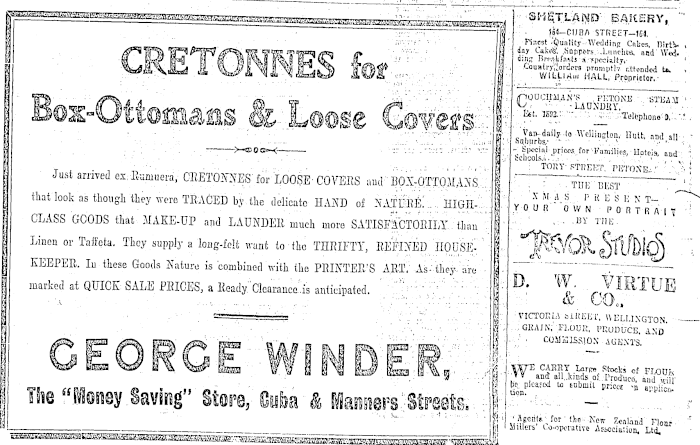 CRETONNES for
Box-Ottomans & Loose Covers
Just arrived ex Remuera, CRETONNES for LOOSE COVERS and BOX-OTTOMANS
that look as though they were TRACED by the delicate HAND of NATURE. HIGH-
CLASS GOODS that MAKE-UP and LAUNDER much more SATISFACTORILY than
Linen or Taffeta. They supply a long-felt want to the THRIFTY, REFINED HOUSE-
KEEPER. In these Goods Nature is combined with the PRINTER'S ART. As they are
marked at QUICK SALE PRICES, a Ready Clearance is anticipated.
GEORGE WINDER,
The "Money Saving" Store, Cuba & Manners Streets.
SHETLAND BAKERY,
164—CUBA STREET—164.
Finest Quality Wedding Cakes, Birth-
day Cakes, Suppers, Lunches, and Wed-
ding Breakfasts a specialty.
Country orders promptly attended to.
WILLIAM HALL, Proprietor.
COUCHMAN'S PETONE STEAM
LAUNDRY.
Est. 1892. Telephone 9.
Van daily to Wellington, Hutt, and all
Suburbs.
Special prices for Families, Hotels, and
Schools.
TORY STREET, PETONE.
THE BEST
XMAS PRESENT—
YOUR OWN PORTRAIT
BY THE
TREVOR STUDIOS
D. W. VIRTUE
& CO.,
VICTORIA STREET, WELLINGTON.
GRAIN, FLOUR, PRODUCE, AND
COMMISSION AGENTS.
WE CARRY Large Stocks of FLOUR
and all kinds of Produce, and will
be pleased to submit prices on applica-
tion.
Agents for the New Zealand Flour
Millers' Co-operative Association, Ltd.